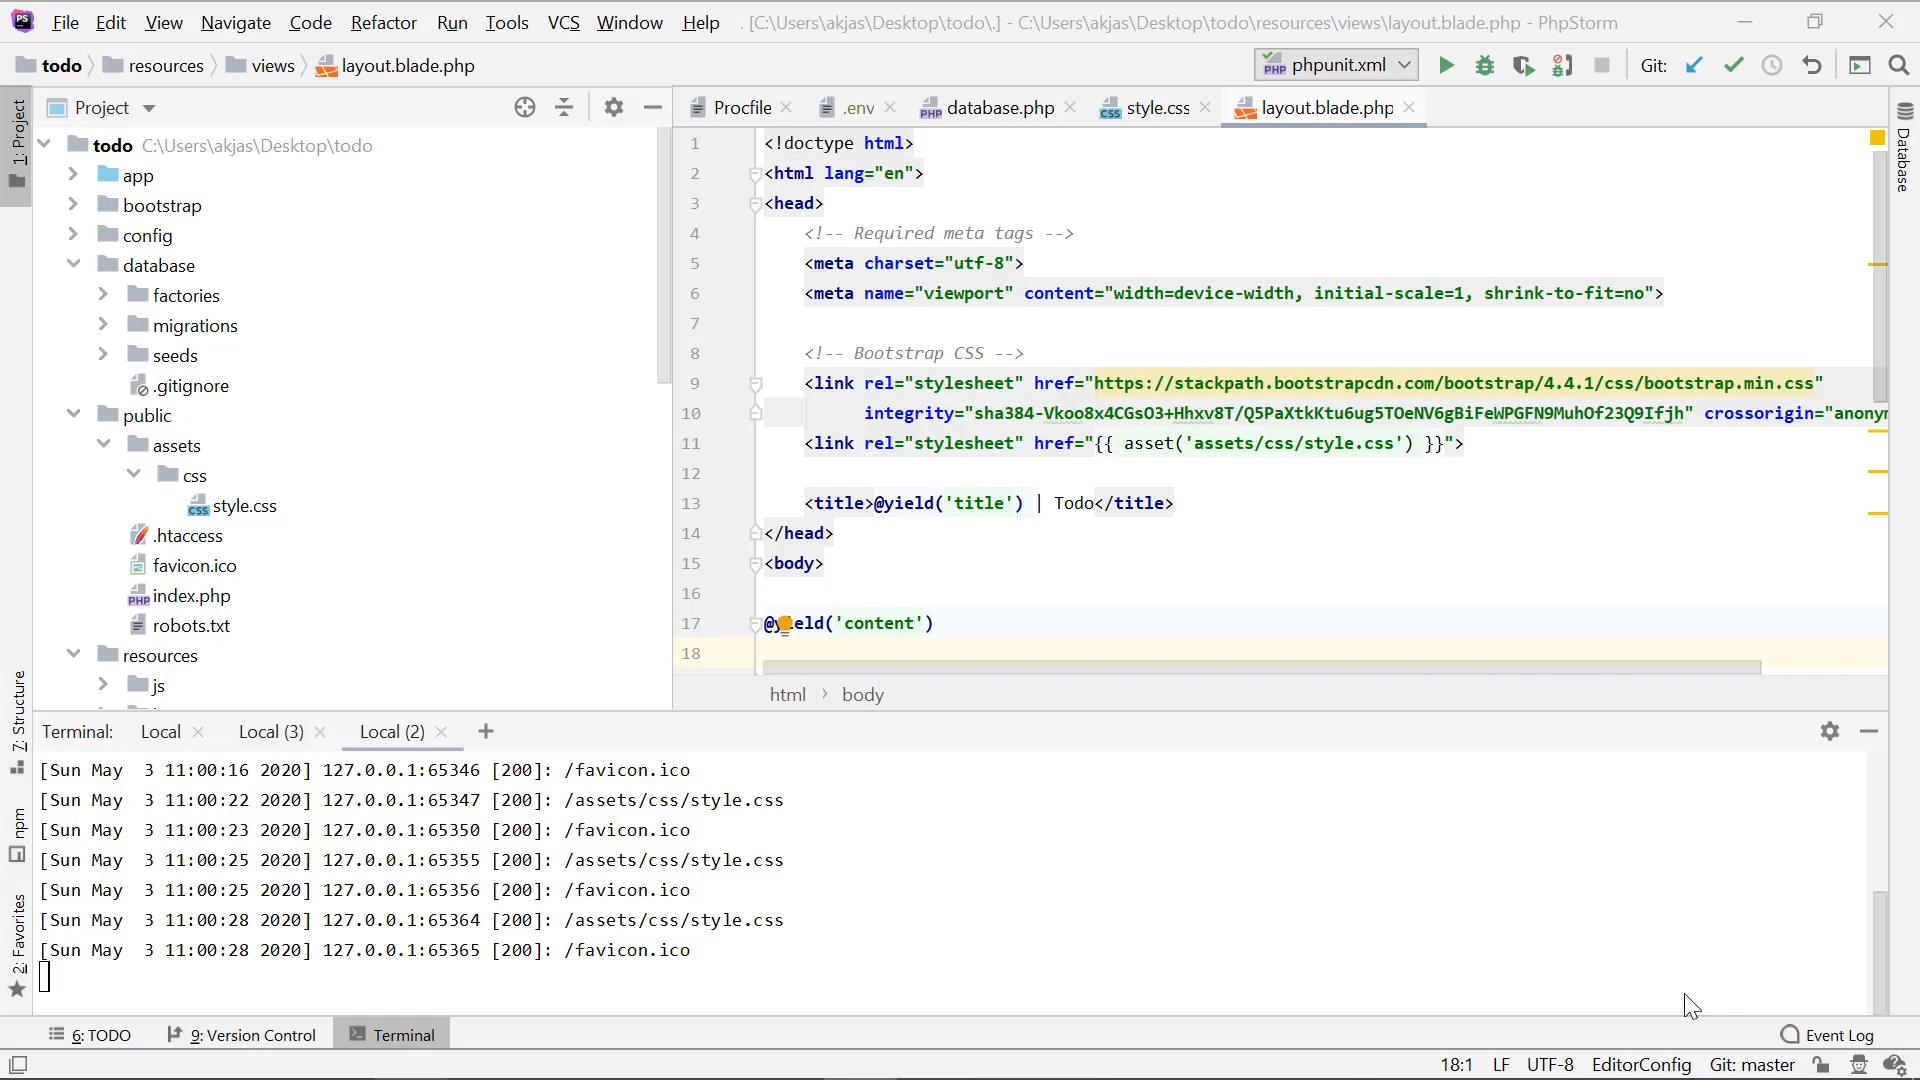 File Edit View Navigate Code Refactor Run Tools VCS Window Help . [C:\Users\akjas\Desktop\todo\.] - C:\Users\akjas\Desktop\todo\resources\views\layout.blade.php - PhpStorm
todo resources views layout.blade.php phpunit.xml Git:
Project
Procfile .env database.php style.css layout.blade.php
1: Project
Database
todo C:\Users\akjas\Desktop\todo
app
bootstrap
config
database
factories
migrations
seeds
.gitignore
public
assets
css
style.css
.htaccess
favicon.ico
index.php
robots.txt
resources
js
1 <!doctype html>
2 <html lang="en">
3 <head>
4 <!-- Required meta tags -->
5 <meta charset="utf-8">
6 <meta name="viewport" content="width=device-width, initial-scale=1, shrink-to-fit=no">
7
8 <!-- Bootstrap CSS -->
9 <link rel="stylesheet" href="https://stackpath.bootstrapcdn.com/bootstrap/4.4.1/css/bootstrap.min.css"
10 integrity="sha384-Vkoo8x4CGsO3+Hhxv8T/Q5PaXtkKtu6ug5TOeNV6gBiFeWPGFN9MuhOf23Q9Ifjh" crossorigin="anonym
11 <link rel="stylesheet" href="{{ asset('assets/css/style.css') }}">
12
13 <title>@yield('title') | Todo</title>
14 </head>
15 <body>
16
17 @yield('content')
18
html body
7: Structure
npm
2: Favorites
Terminal: Local Local (3) Local (2)
[Sun May  3 11:00:16 2020] 127.0.0.1:65346 [200]: /favicon.ico
[Sun May  3 11:00:22 2020] 127.0.0.1:65347 [200]: /assets/css/style.css
[Sun May  3 11:00:23 2020] 127.0.0.1:65350 [200]: /favicon.ico
[Sun May  3 11:00:25 2020] 127.0.0.1:65355 [200]: /assets/css/style.css
[Sun May  3 11:00:25 2020] 127.0.0.1:65356 [200]: /favicon.ico
[Sun May  3 11:00:28 2020] 127.0.0.1:65364 [200]: /assets/css/style.css
[Sun May  3 11:00:28 2020] 127.0.0.1:65365 [200]: /favicon.ico
6: TODO 9: Version Control Terminal Event Log
18:1 LF UTF-8 EditorConfig Git: master